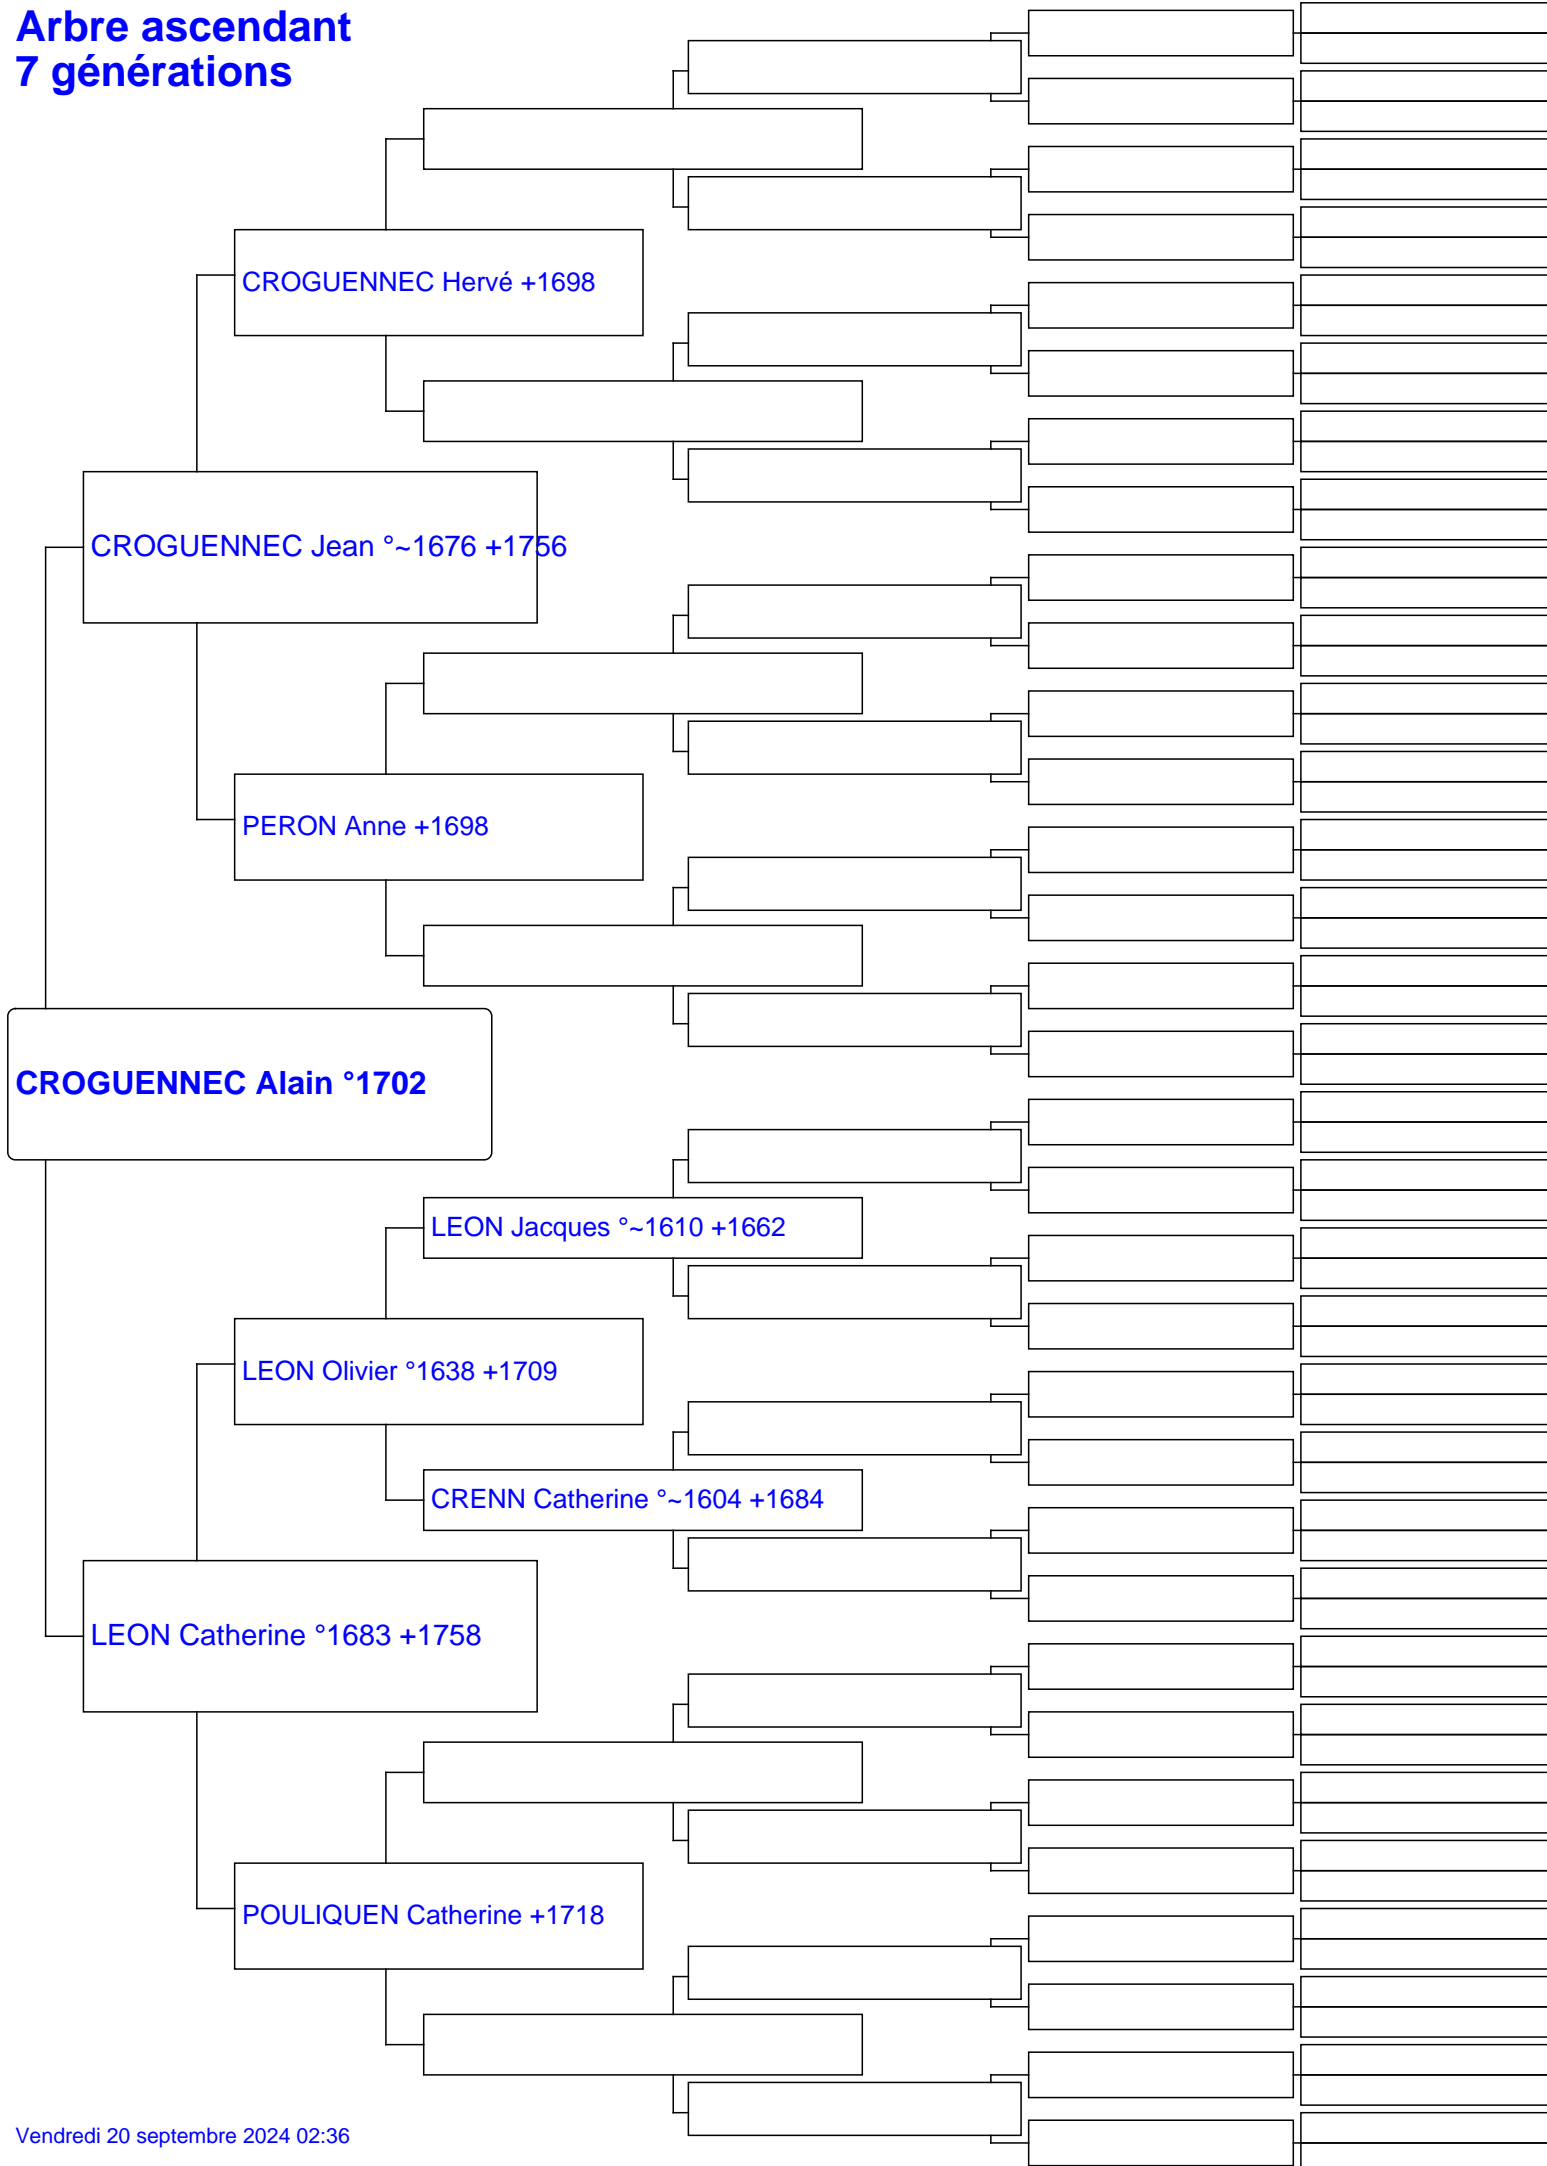 Arbre ascendant
7 générations
CROGUENNEC Hervé +1698
CROGUENNEC Jean °~1676 +1756
PERON Anne +1698
CROGUENNEC Alain °1702
LEON Jacques °~1610 +1662
LEON Olivier °1638 +1709
CRENN Catherine °~1604 +1684
LEON Catherine °1683 +1758
POULIQUEN Catherine +1718
Vendredi 20 septembre 2024 02:36